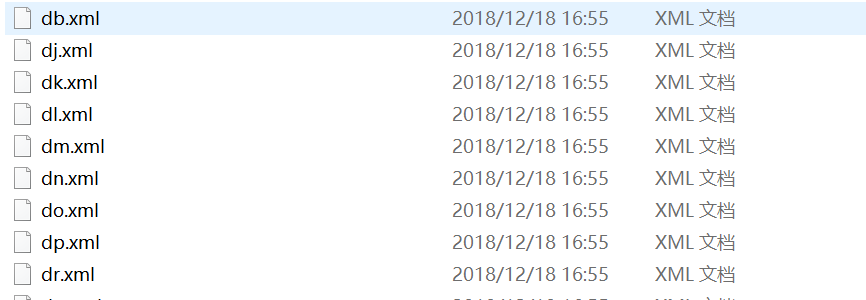 db.xml 2018/12/18 16:55 XML 文档
dj.xml 2018/12/18 16:55 XML 文档
dk.xml 2018/12/18 16:55 XML 文档
dl.xml 2018/12/18 16:55 XML 文档
dm.xml 2018/12/18 16:55 XML 文档
dn.xml 2018/12/18 16:55 XML 文档
do.xml 2018/12/18 16:55 XML 文档
dp.xml 2018/12/18 16:55 XML 文档
dr.xml 2018/12/18 16:55 XML 文档